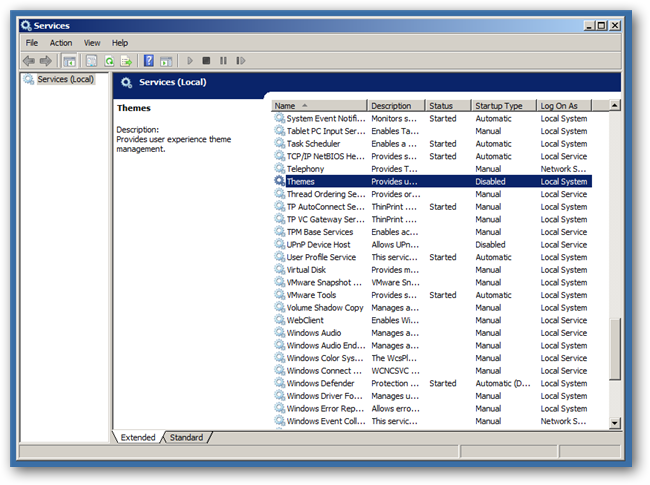 Services
File Action View Help
Services (Local)
Services (Local)
Themes
Description:
Provides user experience theme
management.
Name Description Status Startup Type Log On As
System Event Notifi... Monitors s... Started Automatic Local System
Tablet PC Input Ser... Enables Ta... Manual Local System
Task Scheduler Enables a ... Started Automatic Local System
TCP/IP NetBIOS He... Provides s... Started Automatic Local Service
Telephony Provides T... Manual Network S...
Themes Provides u... Disabled Local System
Thread Ordering Se... Provides or... Manual Local Service
TP AutoConnect Se... ThinPrint .... Started Manual Local System
TP VC Gateway Ser... ThinPrint .... Manual Local System
TPM Base Services Enables ac... Manual Local Service
UPnP Device Host Allows UPn... Disabled Local Service
User Profile Service This servic... Started Automatic Local System
Virtual Disk Provides m... Manual Local System
VMware Snapshot ... VMware Sn... Manual Local System
VMware Tools Provides s... Started Automatic Local System
Volume Shadow Copy Manages a... Manual Local System
WebClient Enables Wi... Manual Local Service
Windows Audio Manages a... Manual Local Service
Windows Audio End... Manages a... Manual Local System
Windows Color Sys... The WcsPl... Manual Local Service
Windows Connect ... WCNCSVC ... Manual Local Service
Windows Defender Protection ... Started Automatic (D... Local System
Windows Driver Fo... Manages u... Manual Local System
Windows Error Rep... Allows erro... Manual Local System
Windows Event Coll... This servic... Manual Network S...
Extended Standard